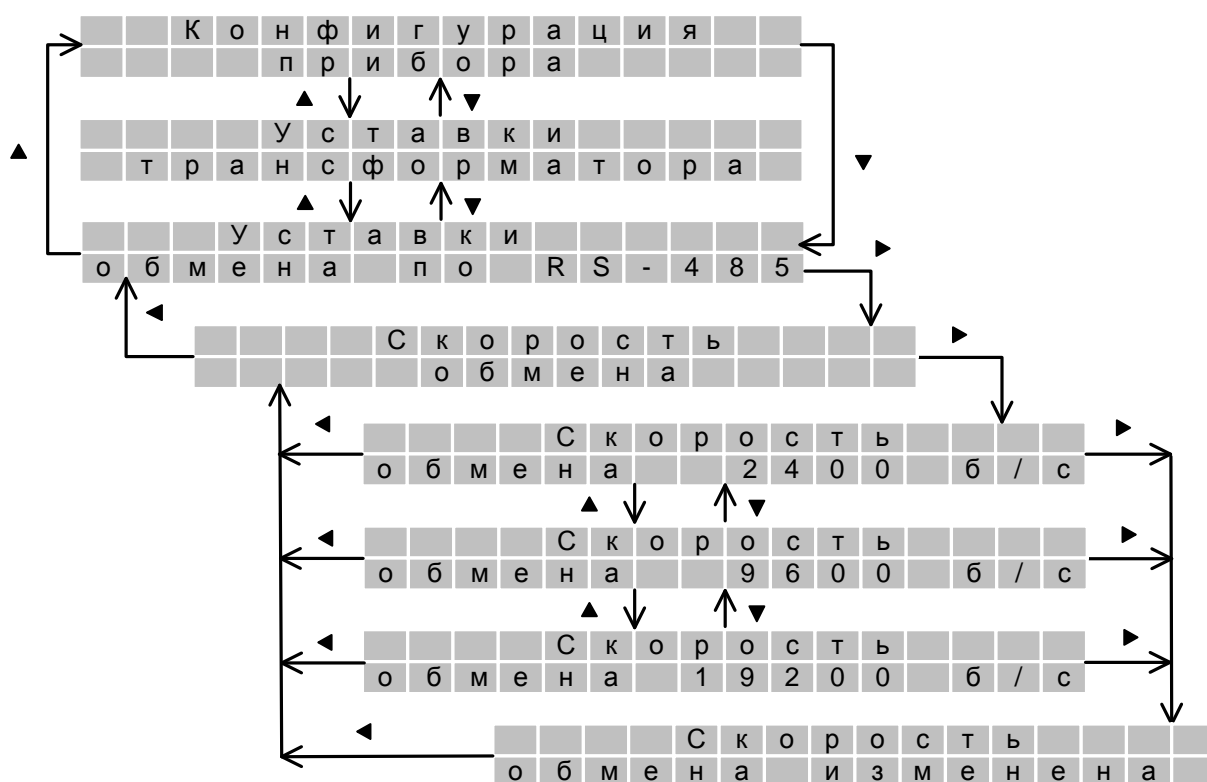 Конфигурация
прибора
Уставки
трансформатора
Уставки
обмена по RS-485
Скорость
обмена
Скорость
обмена 2400 б/с
Скорость
обмена 9600 б/с
Скорость
обмена 19200 б/с
Скорость
обмена изменена